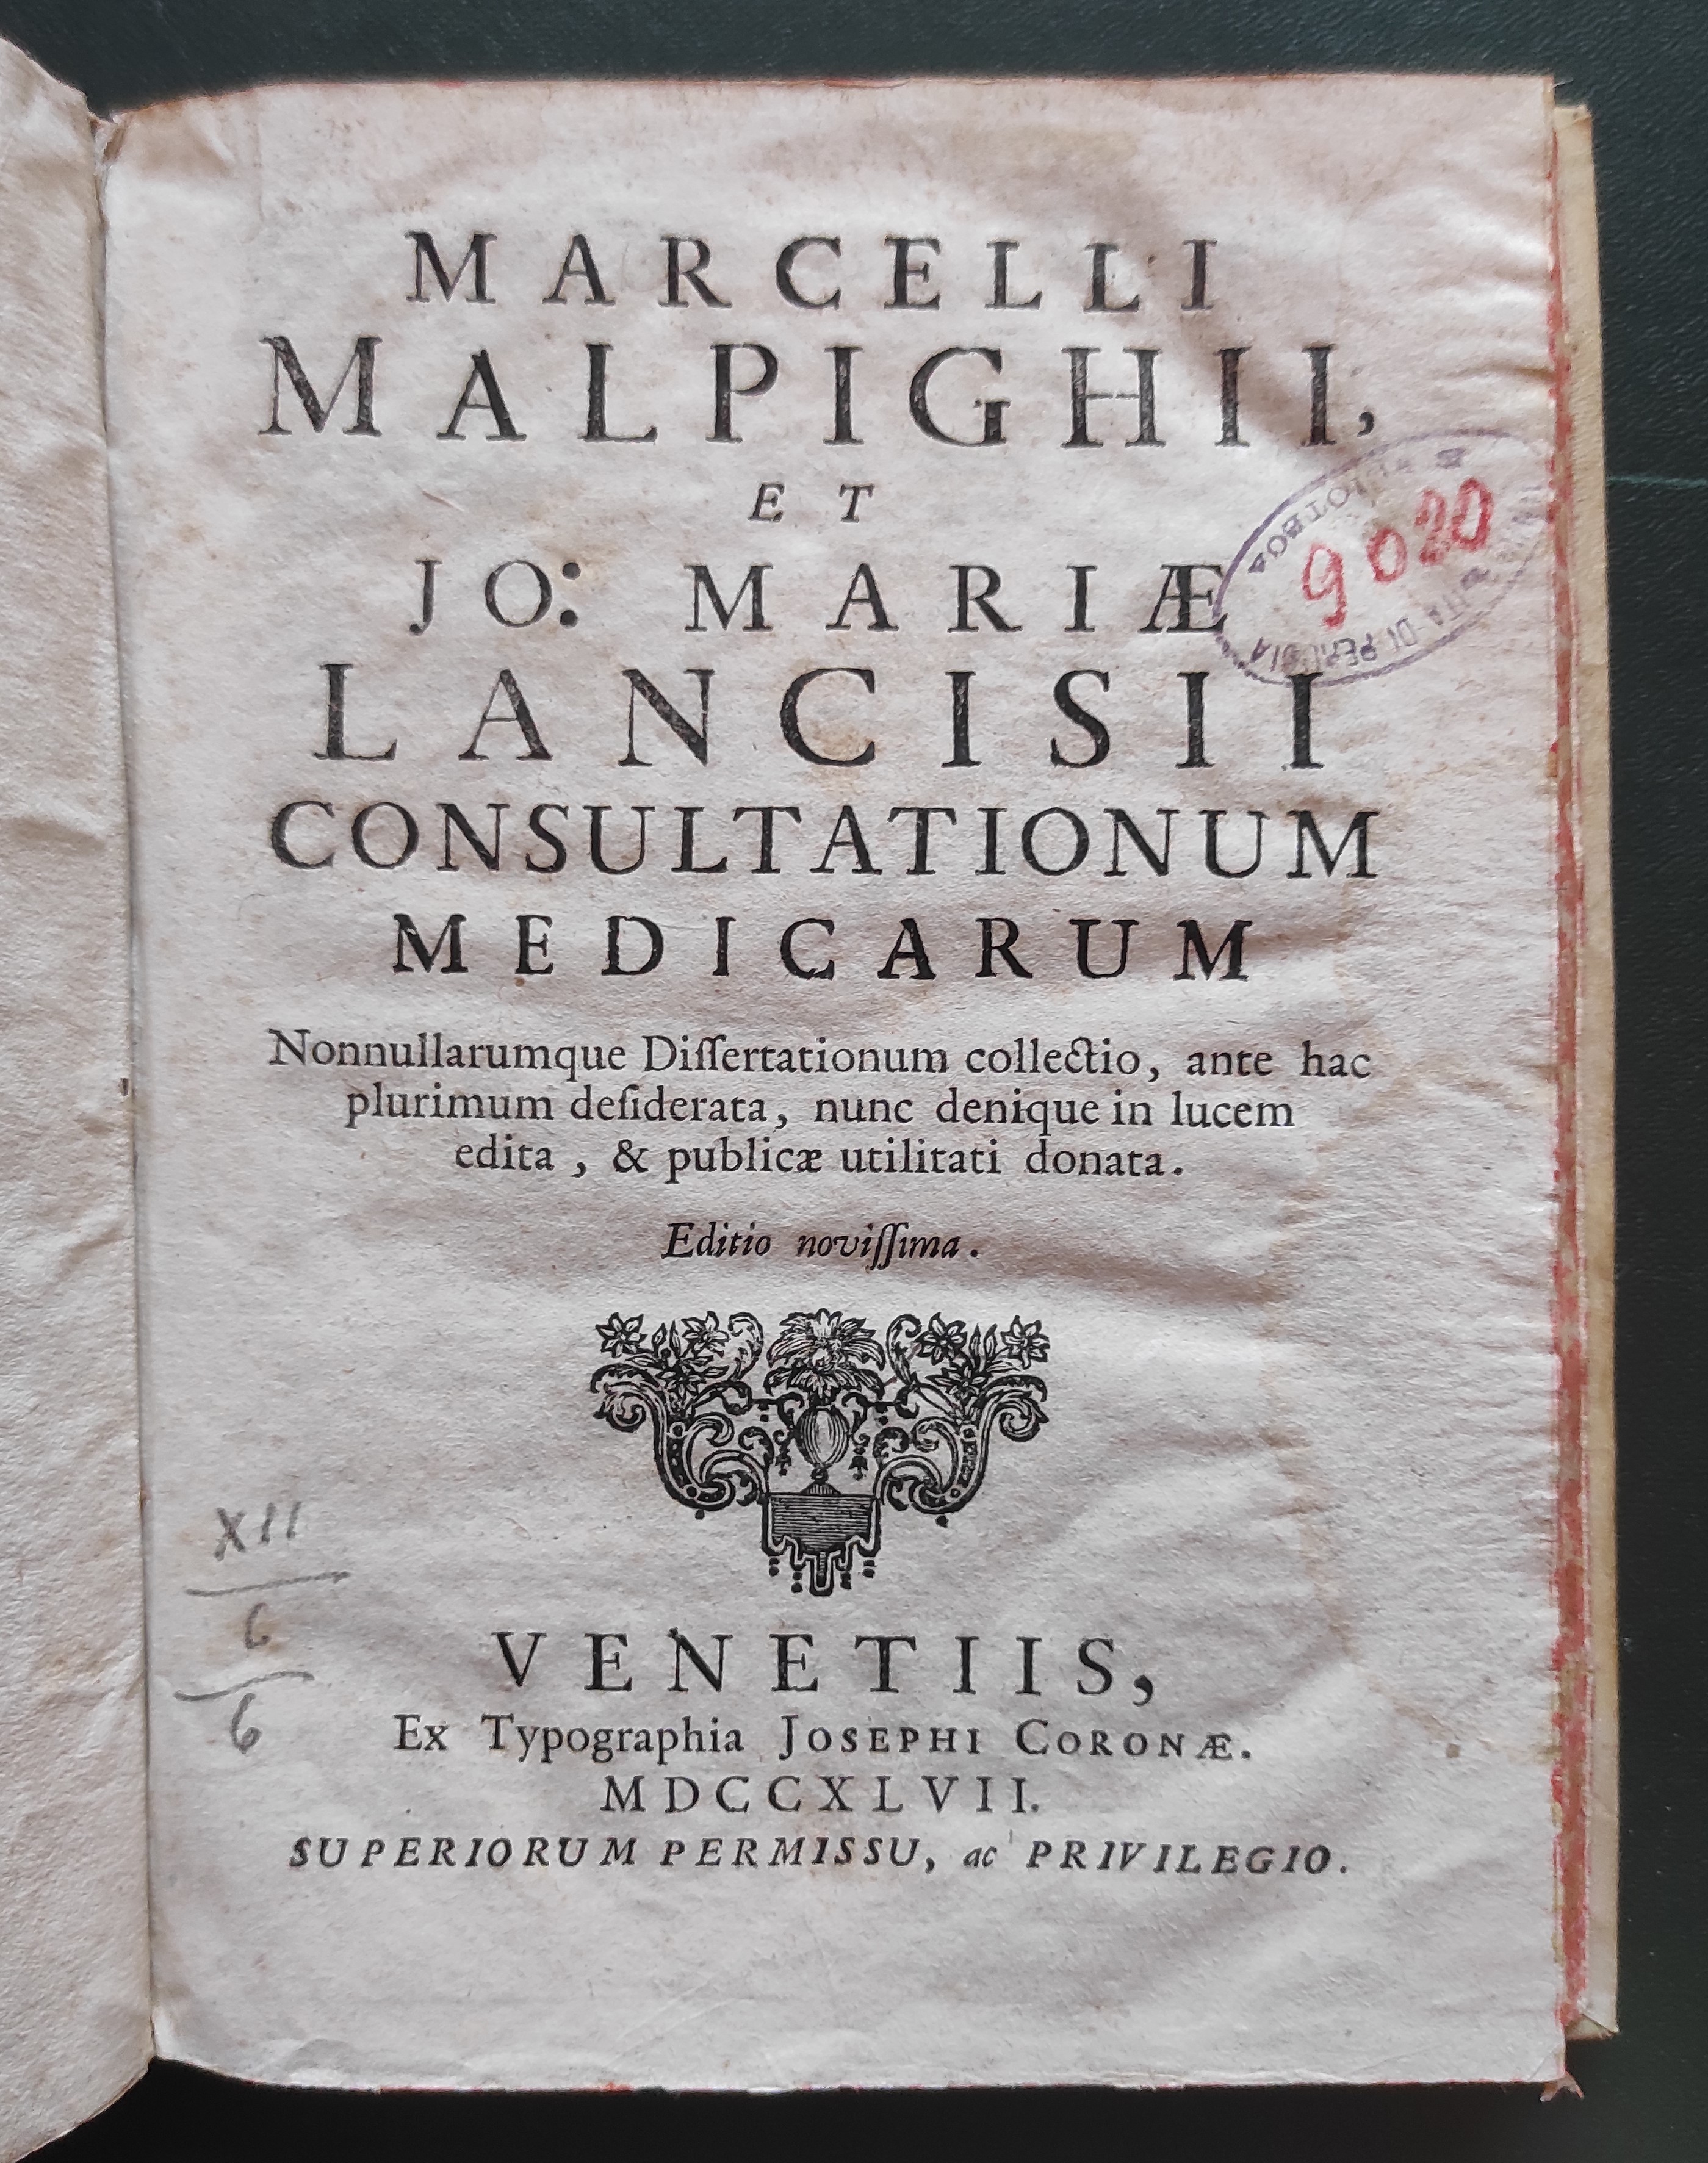 MARCELLI
MALPIGHII,
ET
JO: MARIÆ
LANCISII
CONSULTATIONUM
MEDICARUM
Nonnullarumque Diſſertationum collectio, ante hac
plurimum deſiderata, nunc denique in lucem
edita, & publicæ utilitati donata.
Editio noviſſima.
VENETIIS,
Ex Typographia JOSEPHI CORONÆ.
MDCCXLVII.
SUPERIORUM PERMISSU, ac PRIVILEGIO.
9020
DI PERUGIA
XII
6
6